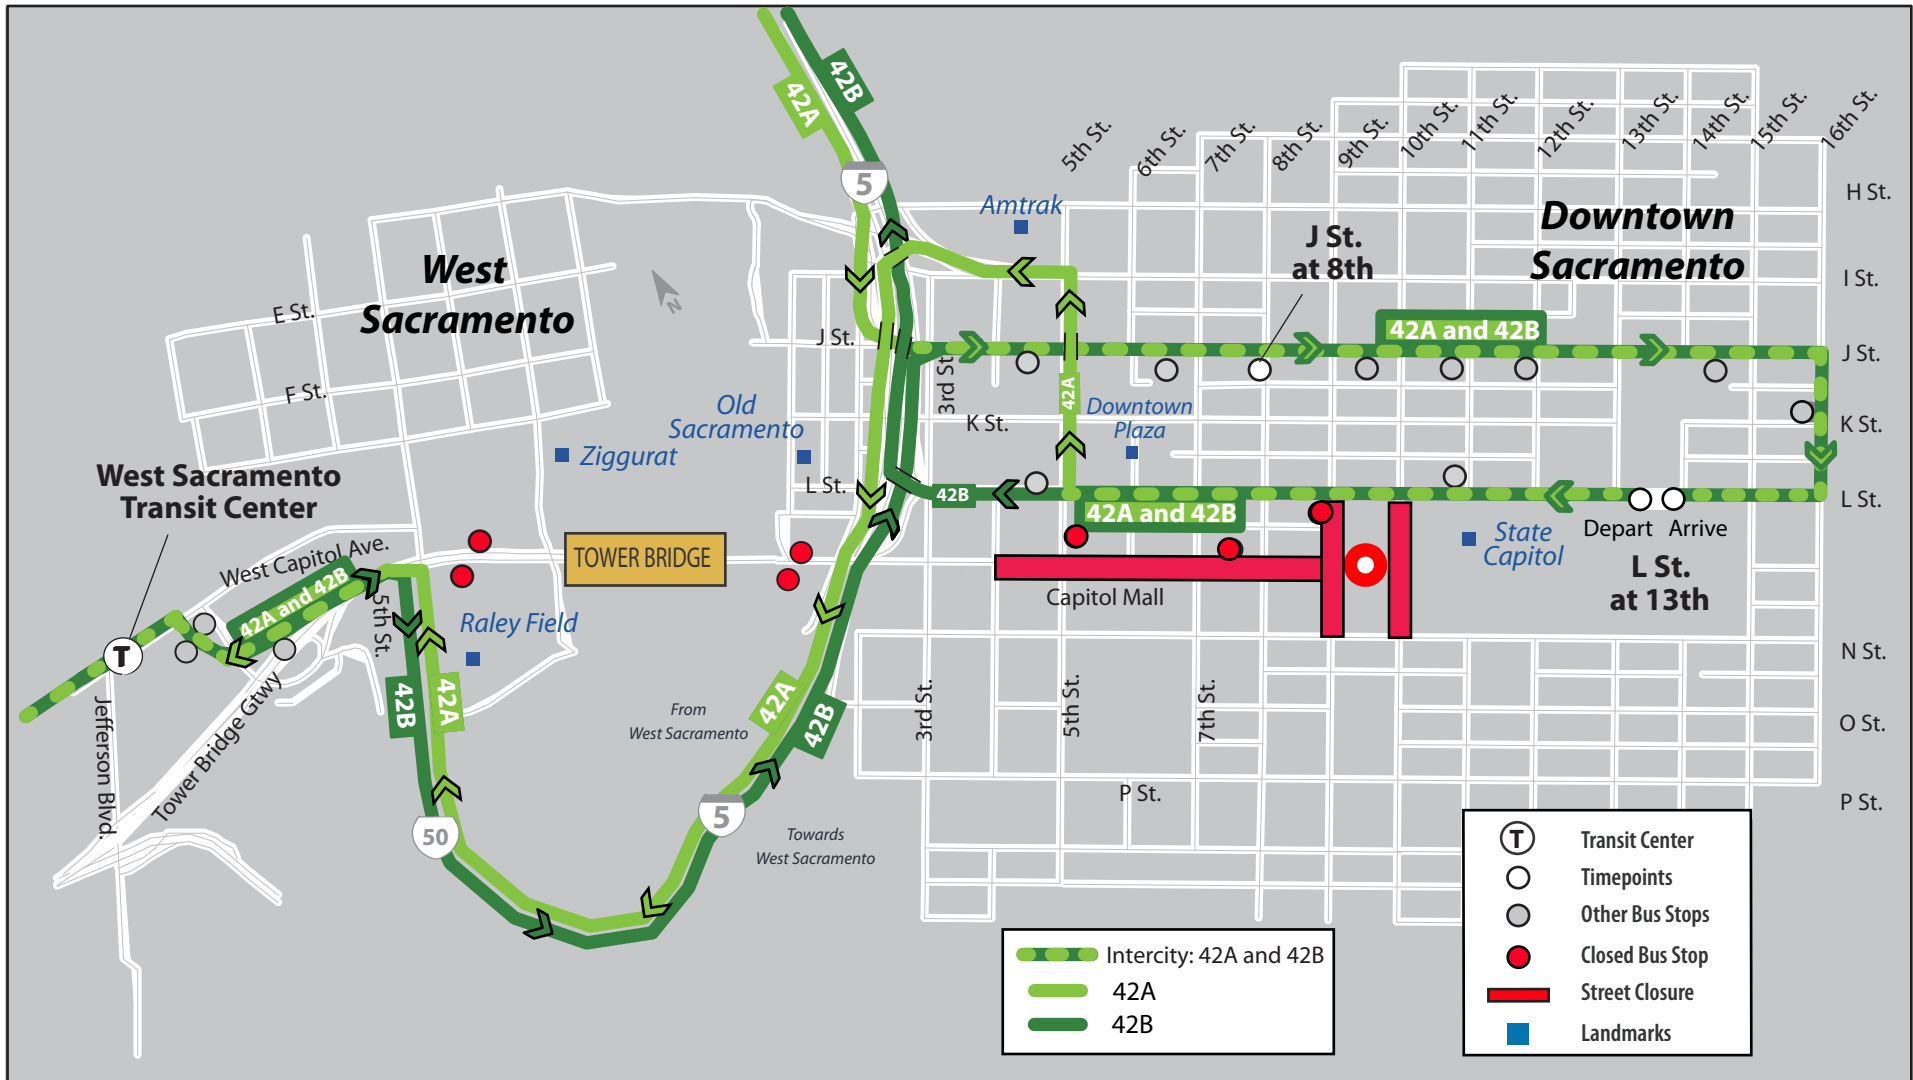 42A
42B
5
5th St.
6th St.
7th St.
8th St.
9th St.
10th St.
11th St.
12th St.
13th St.
14th St.
15th St.
16th St.
H St.
I St.
J St.
K St.
L St.
N St.
O St.
P St.
Amtrak
J St.
at 8th
Downtown
Sacramento
West
Sacramento
N
E St.
F St.
J St.
42A and 42B
3rd St.
K St.
42A
Downtown
Plaza
Old
Sacramento
Ziggurat
L St.
42B
42A and 42B
West Sacramento
Transit Center
West Capitol Ave.
TOWER BRIDGE
State
Capitol
Depart
Arrive
L St.
at 13th
Capitol Mall
42A and 42B
5th St.
Raley Field
T
Jefferson Blvd.
Tower Bridge Gtwy
42B
42A
From
West Sacramento
42A
42B
3rd St.
5th St.
7th St.
P St.
50
5
Towards
West Sacramento
Intercity: 42A and 42B
42A
42B
T
Transit Center
Timepoints
Other Bus Stops
Closed Bus Stop
Street Closure
Landmarks